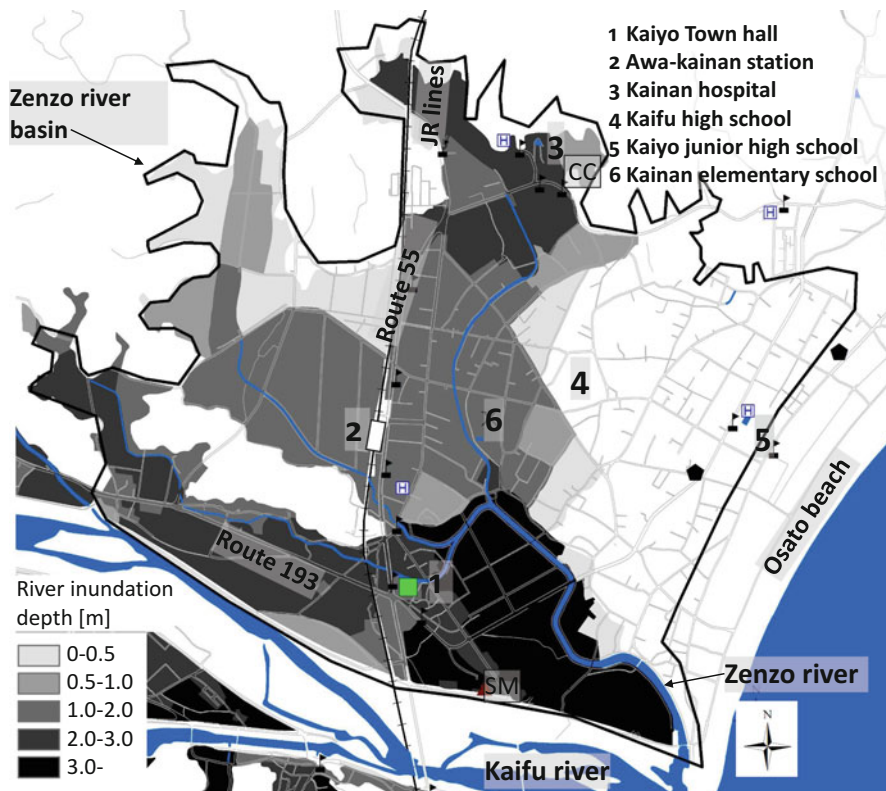 1 Kaiyo Town hall
2 Awa-kainan station
3 Kainan hospital
4 Kaifu high school
5 Kaiyo junior high school
6 Kainan elementary school
Zenzo river
basin
JR lines
H
3
CC
H
Route 55
4
2
6
H
5
H
Osato beach
Route 193
1
River inundation
depth [m]
0-0.5
0.5-1.0
1.0-2.0
2.0-3.0
3.0-
SM
Zenzo river
N
Kaifu river